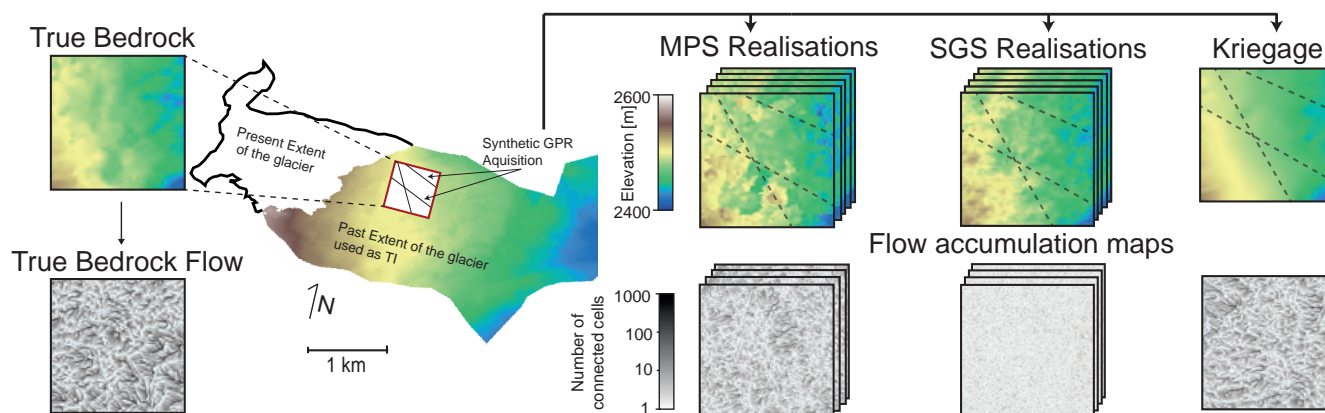 True Bedrock
MPS Realisations
SGS Realisations
Kriegage
Present Extent
of the glacier
Synthetic GPR
Aquisition
Past Extent of the glacier
used as TI
2600
Elevation [m]
2400
Flow accumulation maps
True Bedrock Flow
N
1 km
Number of
connected cells
1000
100
10
1